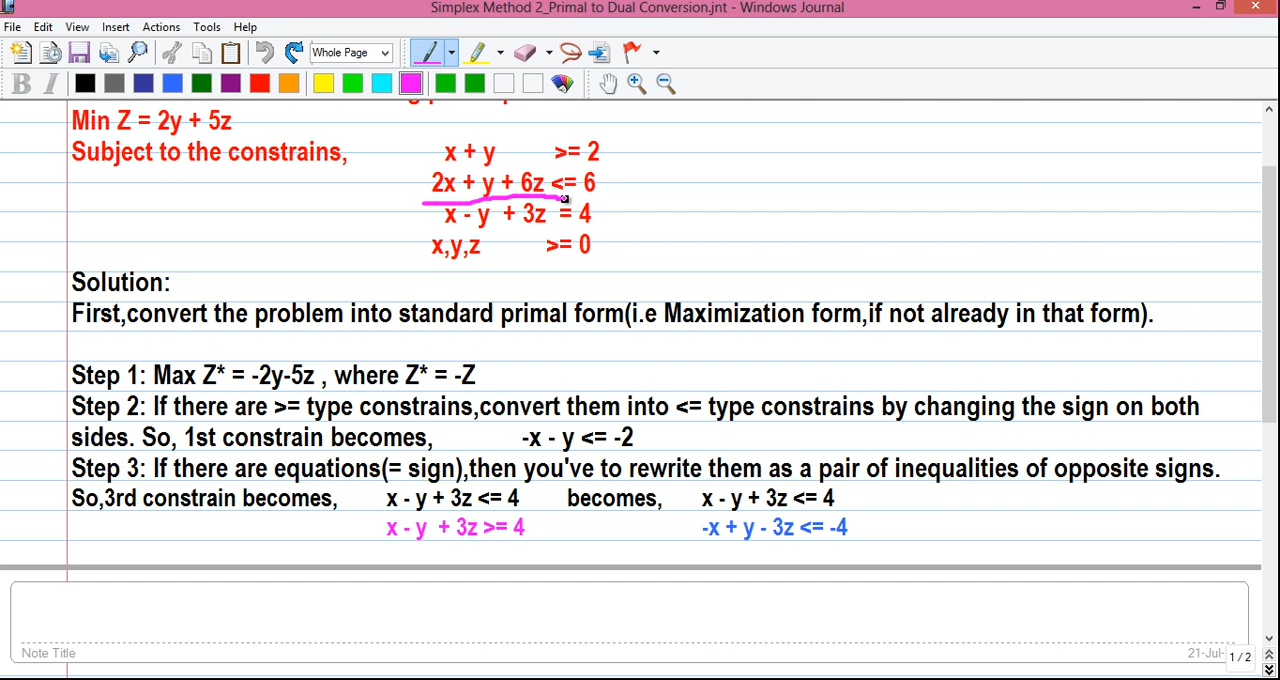 Simplex Method 2_Primal to Dual Conversion.jnt - Windows Journal
File Edit View Insert Actions Tools Help
Whole Page
B I
Min Z = 2y + 5z
Subject to the constrains, x + y >= 2
2x + y + 6z <= 6
x - y + 3z = 4
x,y,z >= 0
Solution:
First,convert the problem into standard primal form(i.e Maximization form,if not already in that form).
Step 1: Max Z* = -2y-5z , where Z* = -Z
Step 2: If there are >= type constrains,convert them into <= type constrains by changing the sign on both
sides. So, 1st constrain becomes, -x - y <= -2
Step 3: If there are equations(= sign),then you've to rewrite them as a pair of inequalities of opposite signs.
So,3rd constrain becomes, x - y + 3z <= 4 becomes, x - y + 3z <= 4
x - y + 3z >= 4 -x + y - 3z <= -4
Note Title 21-Jul- 1 / 2